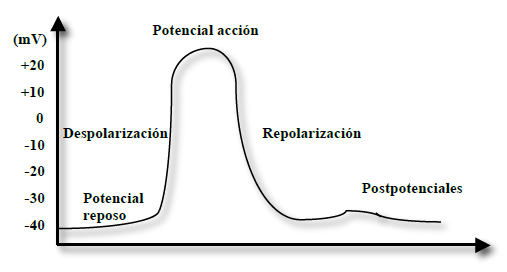 Potencial acción
(mV)
+20
+10
0
-10
-20
-30
-40
Despolarización
Repolarización
Potencial
reposo
Postpotenciales